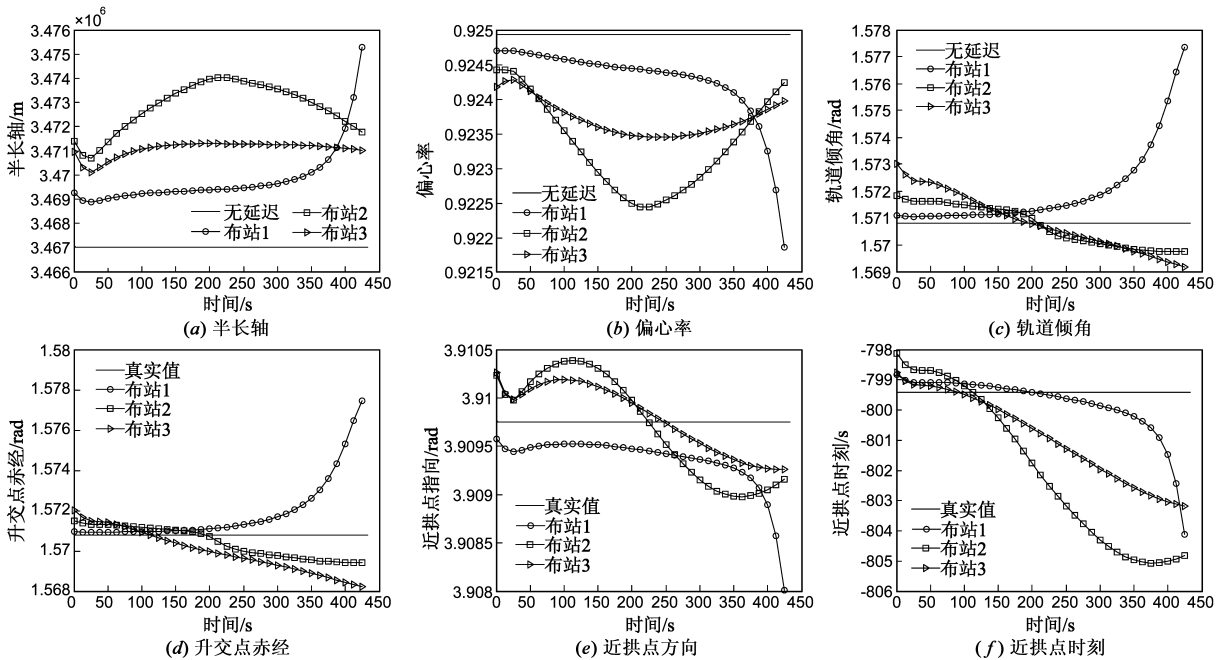 ×10⁶
3.476
3.475
3.474
3.473
3.472
3.471
3.47
3.469
3.468
3.467
3.466
半长轴/m
无延迟
布站2
布站1
布站3
0 50 100 150 200 250 300 350 400 450
时间/s
(a) 半长轴
0.925
0.9245
0.924
0.9235
0.923
0.9225
0.922
0.9215
偏心率
无延迟
布站1
布站2
布站3
0 50 100 150 200 250 300 350 400 450
时间/s
(b) 偏心率
1.578
1.577
1.576
1.575
1.574
1.573
1.572
1.571
1.57
1.569
轨道倾角/rad
无延迟
布站1
布站2
布站3
0 50 100 150 200 250 300 350 400 450
时间/s
(c) 轨道倾角
1.58
1.578
1.576
1.574
1.572
1.57
1.568
升交点赤经/rad
真实值
布站1
布站2
布站3
0 50 100 150 200 250 300 350 400 450
时间/s
(d) 升交点赤经
3.9105
3.91
3.9095
3.909
3.9085
3.908
近拱点指向/rad
真实值
布站1
布站2
布站3
0 50 100 150 200 250 300 350 400 450
时间/s
(e) 近拱点方向
-798
-799
-800
-801
-802
-803
-804
-805
-806
近拱点时刻/s
真实值
布站1
布站2
布站3
0 50 100 150 200 250 300 350 400 450
时间/s
(f) 近拱点时刻